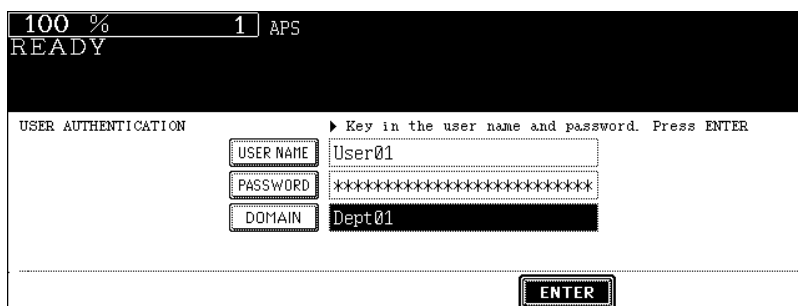 100 % 1 APS
READY
USER AUTHENTICATION ▶ Key in the user name and password. Press ENTER
USER NAME User01
PASSWORD **************************
DOMAIN Dept01
ENTER